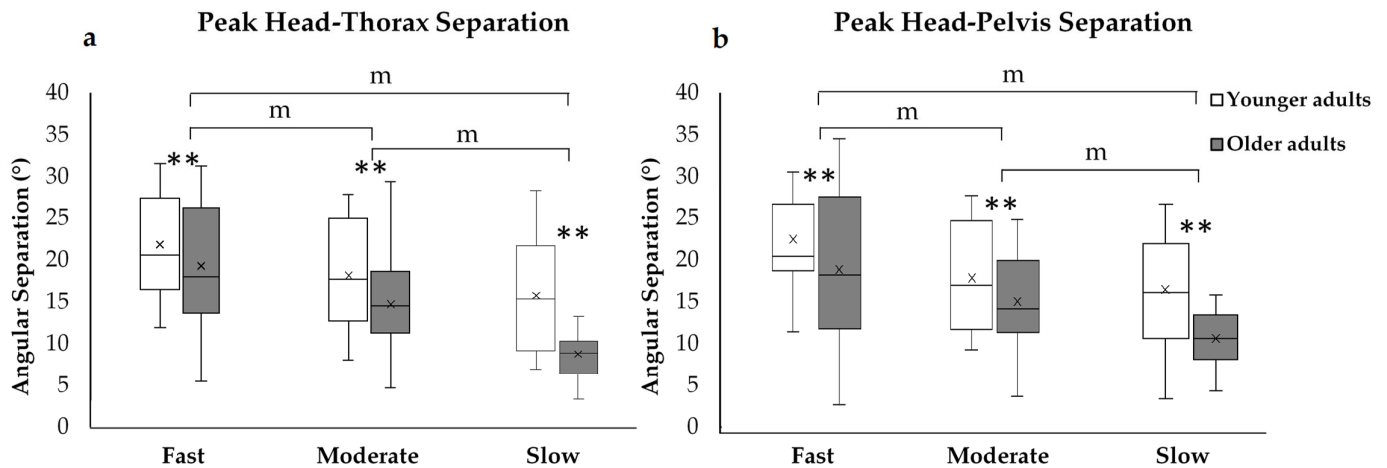 Peak Head-Thorax Separation
a
Angular Separation (°)
40
35
30
25
20
15
10
5
0
m
m
m
**
**
**
Fast Moderate Slow
Peak Head-Pelvis Separation
b
Angular Separation (°)
40
35
30
25
20
15
10
5
0
m
m
m
**
**
**
Fast Moderate Slow
Younger adults
Older adults